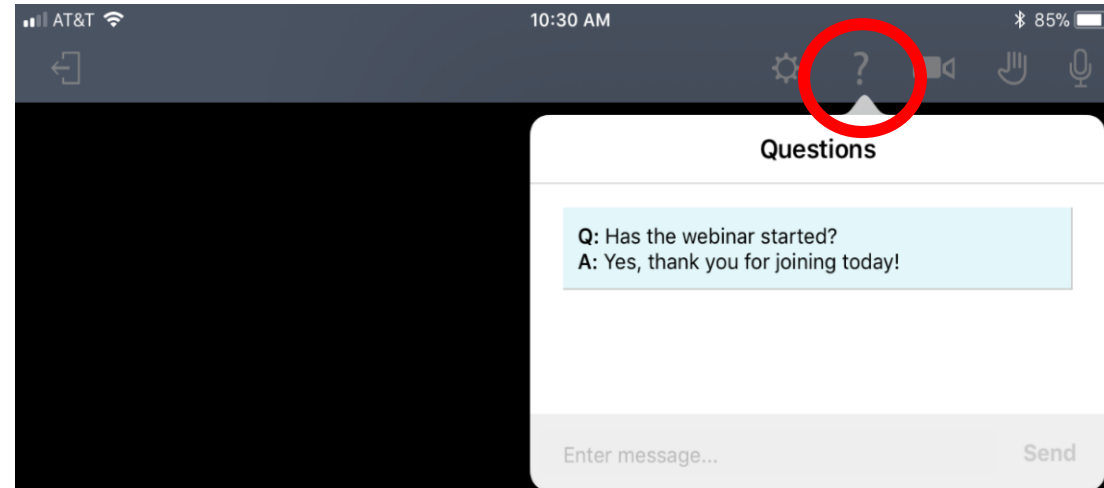 AT&T
10:30 AM
85%
?
Questions
Q: Has the webinar started?
A: Yes, thank you for joining today!
Enter message...
Send